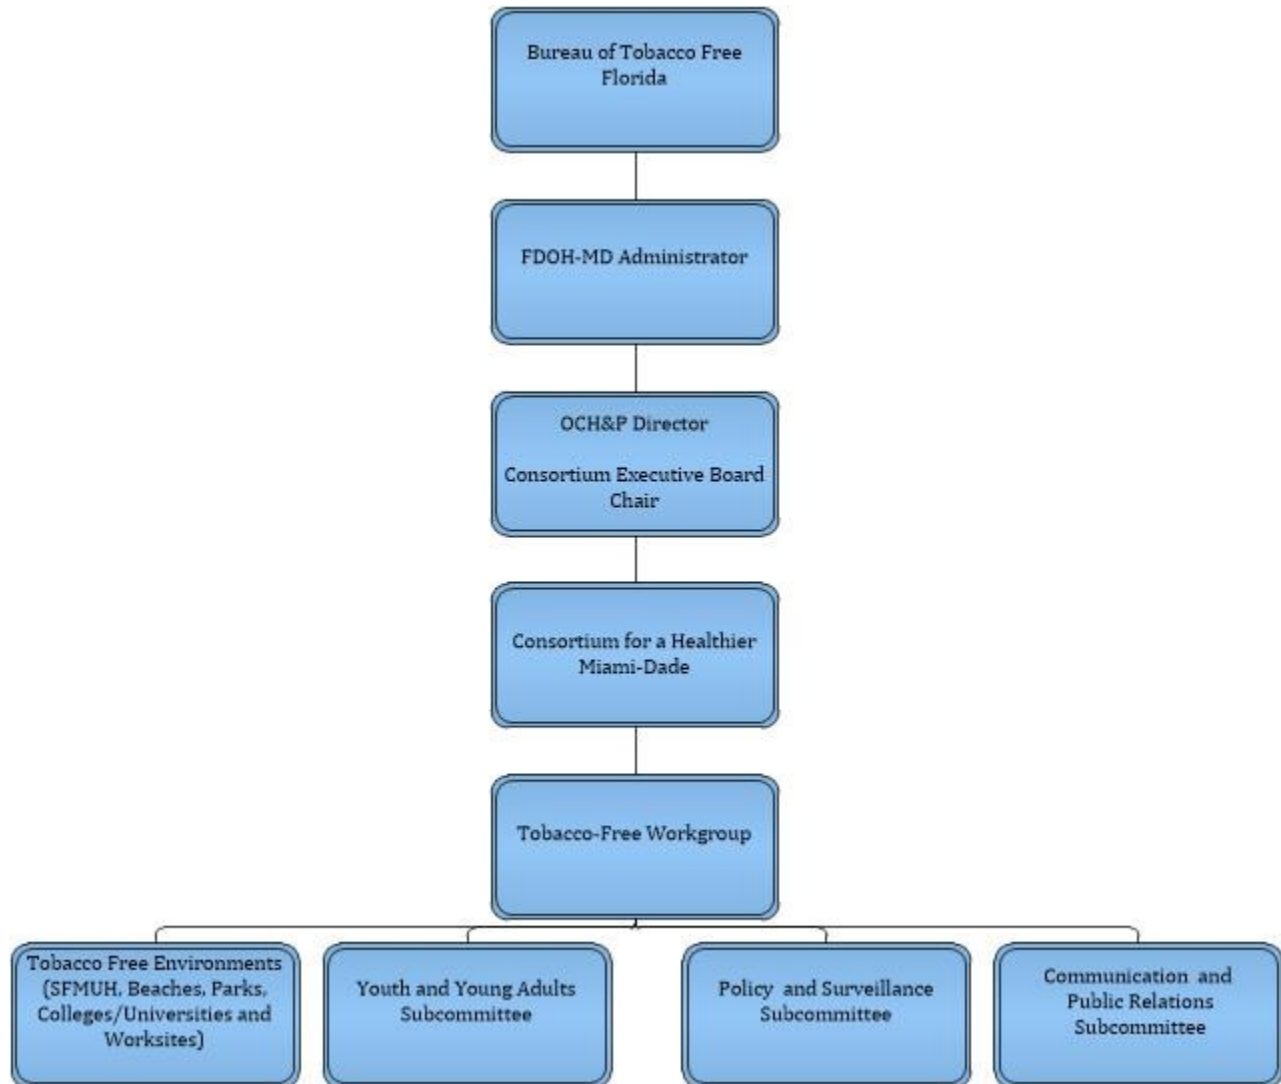 Bureau of Tobacco Free
Florida
FDOH-MD Administrator
OCH&P Director
Consortium Executive Board
Chair
Consortium for a Healthier
Miami-Dade
Tobacco-Free Workgroup
Tobacco Free Environments
(SFMUH, Beaches, Parks,
Colleges/Universities and
Worksites)
Youth and Young Adults
Subcommittee
Policy and Surveillance
Subcommittee
Communication and
Public Relations
Subcommittee